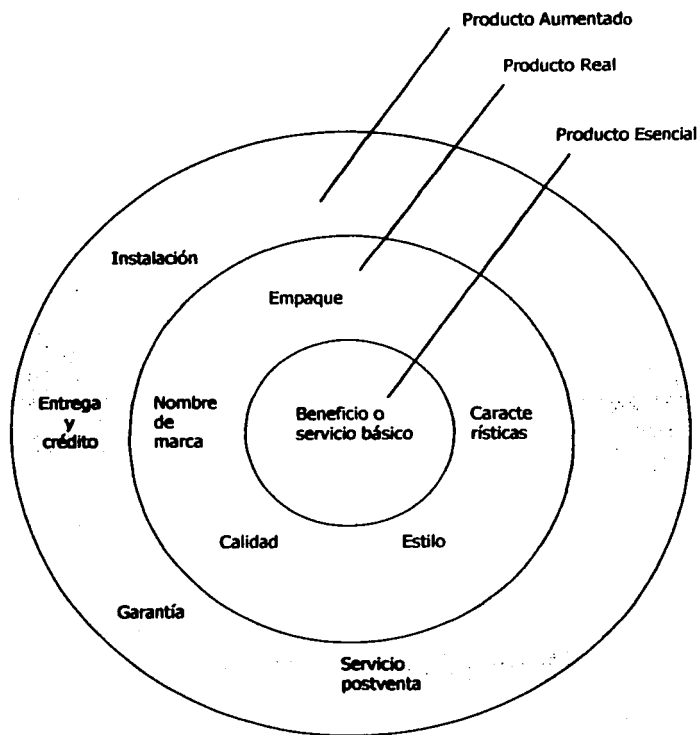 Producto Aumentado
Producto Real
Producto Esencial
Instalación
Empaque
Entrega
y
crédito
Nombre
de
marca
Beneficio o
servicio básico
Caracte
rísticas
Calidad
Estilo
Garantía
Servicio
postventa